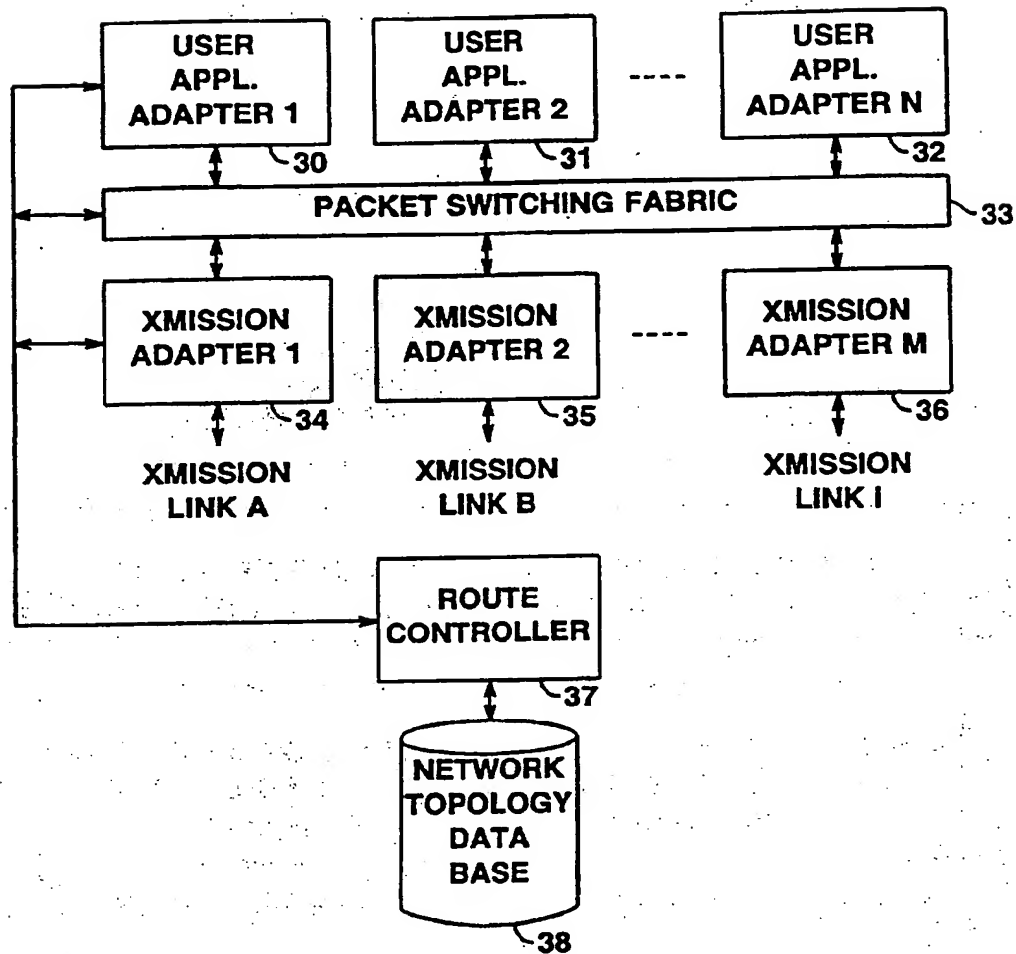 USER
APPL.
ADAPTER 1
30
USER
APPL.
ADAPTER 2
31
USER
APPL.
ADAPTER N
32
PACKET SWITCHING FABRIC
33
XMISSION
ADAPTER 1
34
XMISSION
ADAPTER 2
35
XMISSION
ADAPTER M
36
XMISSION
LINK A
XMISSION
LINK B
XMISSION
LINK I
ROUTE
CONTROLLER
37
NETWORK
TOPOLOGY
DATA
BASE
38